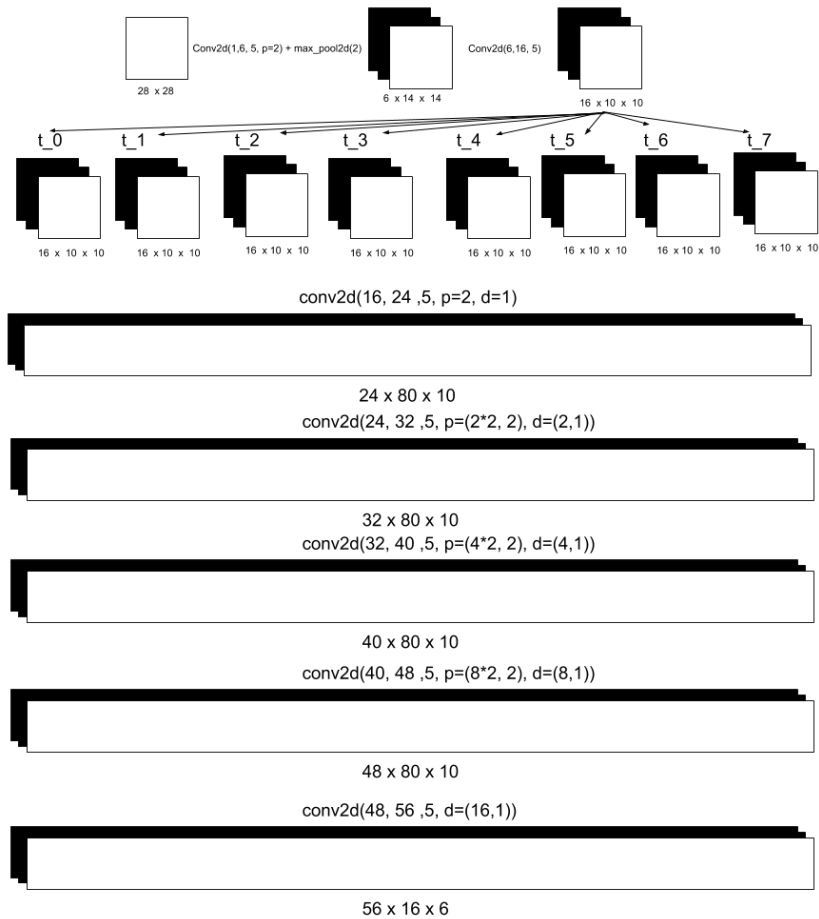 Conv2d(1,6, 5, p=2) + max_pool2d(2)
Conv2d(6,16, 5)
28 x 28
6 x 14 x 14
16 x 10 x 10
t_0 t_1 t_2 t_3 t_4 t_5 t_6 t_7
16 x 10 x 10 16 x 10 x 10 16 x 10 x 10 16 x 10 x 10 16 x 10 x 10 16 x 10 x 10 16 x 10 x 10 16 x 10 x 10
conv2d(16, 24 ,5, p=2, d=1)
24 x 80 x 10
conv2d(24, 32 ,5, p=(2*2, 2), d=(2,1))
32 x 80 x 10
conv2d(32, 40 ,5, p=(4*2, 2), d=(4,1))
40 x 80 x 10
conv2d(40, 48 ,5, p=(8*2, 2), d=(8,1))
48 x 80 x 10
conv2d(48, 56 ,5, d=(16,1))
56 x 16 x 6